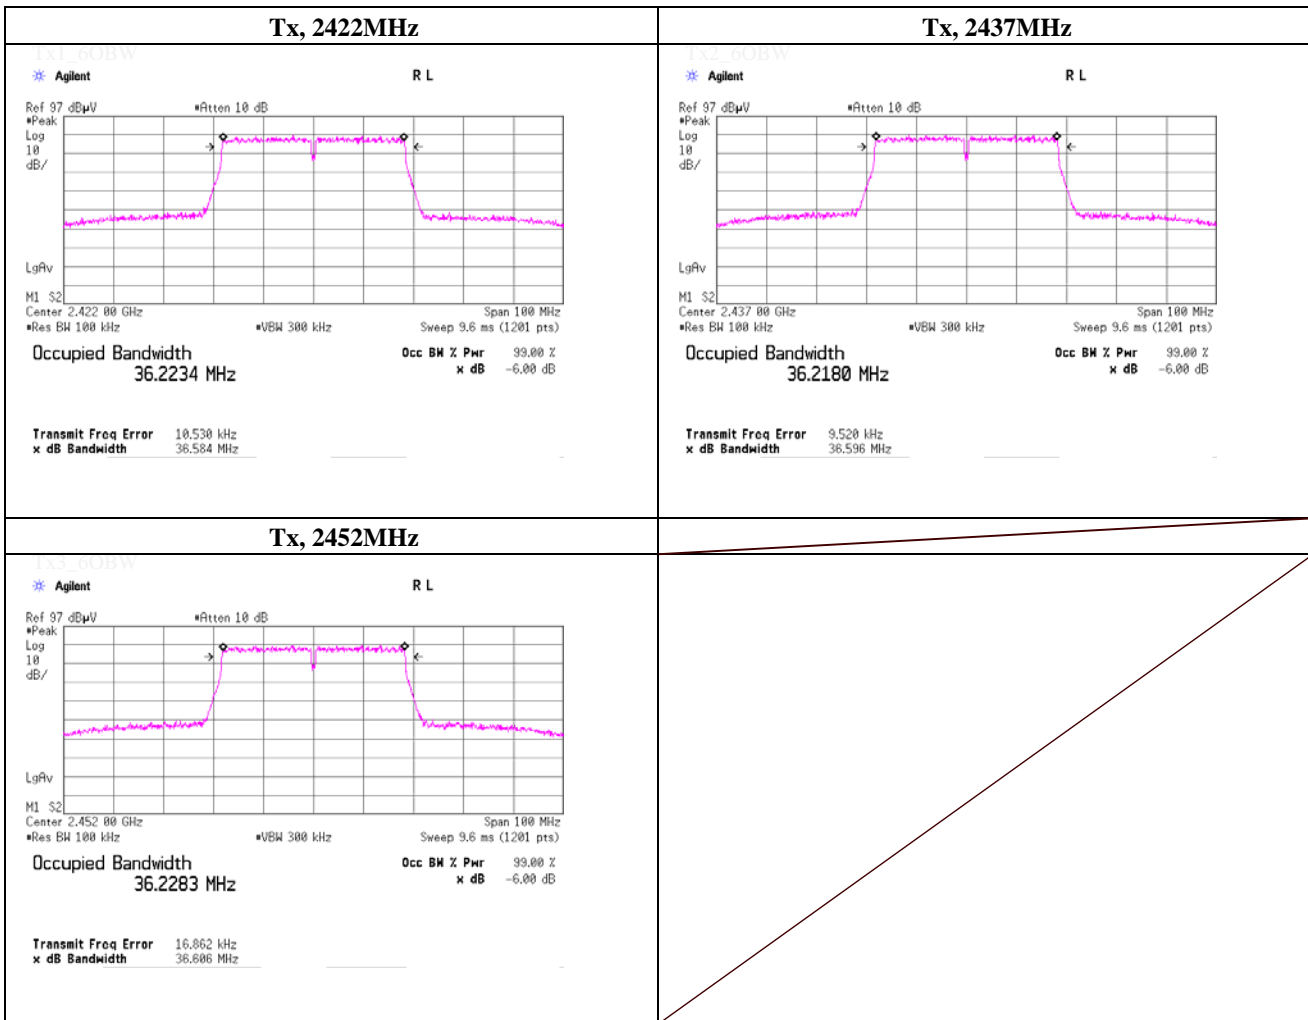 Tx, 2422MHz
Tx1_6OBW
Agilent R L
Ref 97 dBµV #Atten 10 dB
#Peak
Log
10
dB/
LgAv
M1 S2
Center 2.422 00 GHz Span 100 MHz
#Res BW 100 kHz #VBW 300 kHz Sweep 9.6 ms (1201 pts)
Occupied Bandwidth Occ BW % Pwr 99.00 %
36.2234 MHz x dB -6.00 dB
Transmit Freq Error 10.530 kHz
x dB Bandwidth 36.584 MHz
Tx, 2437MHz
Tx2_6OBW
Agilent R L
Ref 97 dBµV #Atten 10 dB
#Peak
Log
10
dB/
LgAv
M1 S2
Center 2.437 00 GHz Span 100 MHz
#Res BW 100 kHz #VBW 300 kHz Sweep 9.6 ms (1201 pts)
Occupied Bandwidth Occ BW % Pwr 99.00 %
36.2180 MHz x dB -6.00 dB
Transmit Freq Error 9.520 kHz
x dB Bandwidth 36.596 MHz
Tx, 2452MHz
Tx3_6OBW
Agilent R L
Ref 97 dBµV #Atten 10 dB
#Peak
Log
10
dB/
LgAv
M1 S2
Center 2.452 00 GHz Span 100 MHz
#Res BW 100 kHz #VBW 300 kHz Sweep 9.6 ms (1201 pts)
Occupied Bandwidth Occ BW % Pwr 99.00 %
36.2283 MHz x dB -6.00 dB
Transmit Freq Error 16.862 kHz
x dB Bandwidth 36.606 MHz